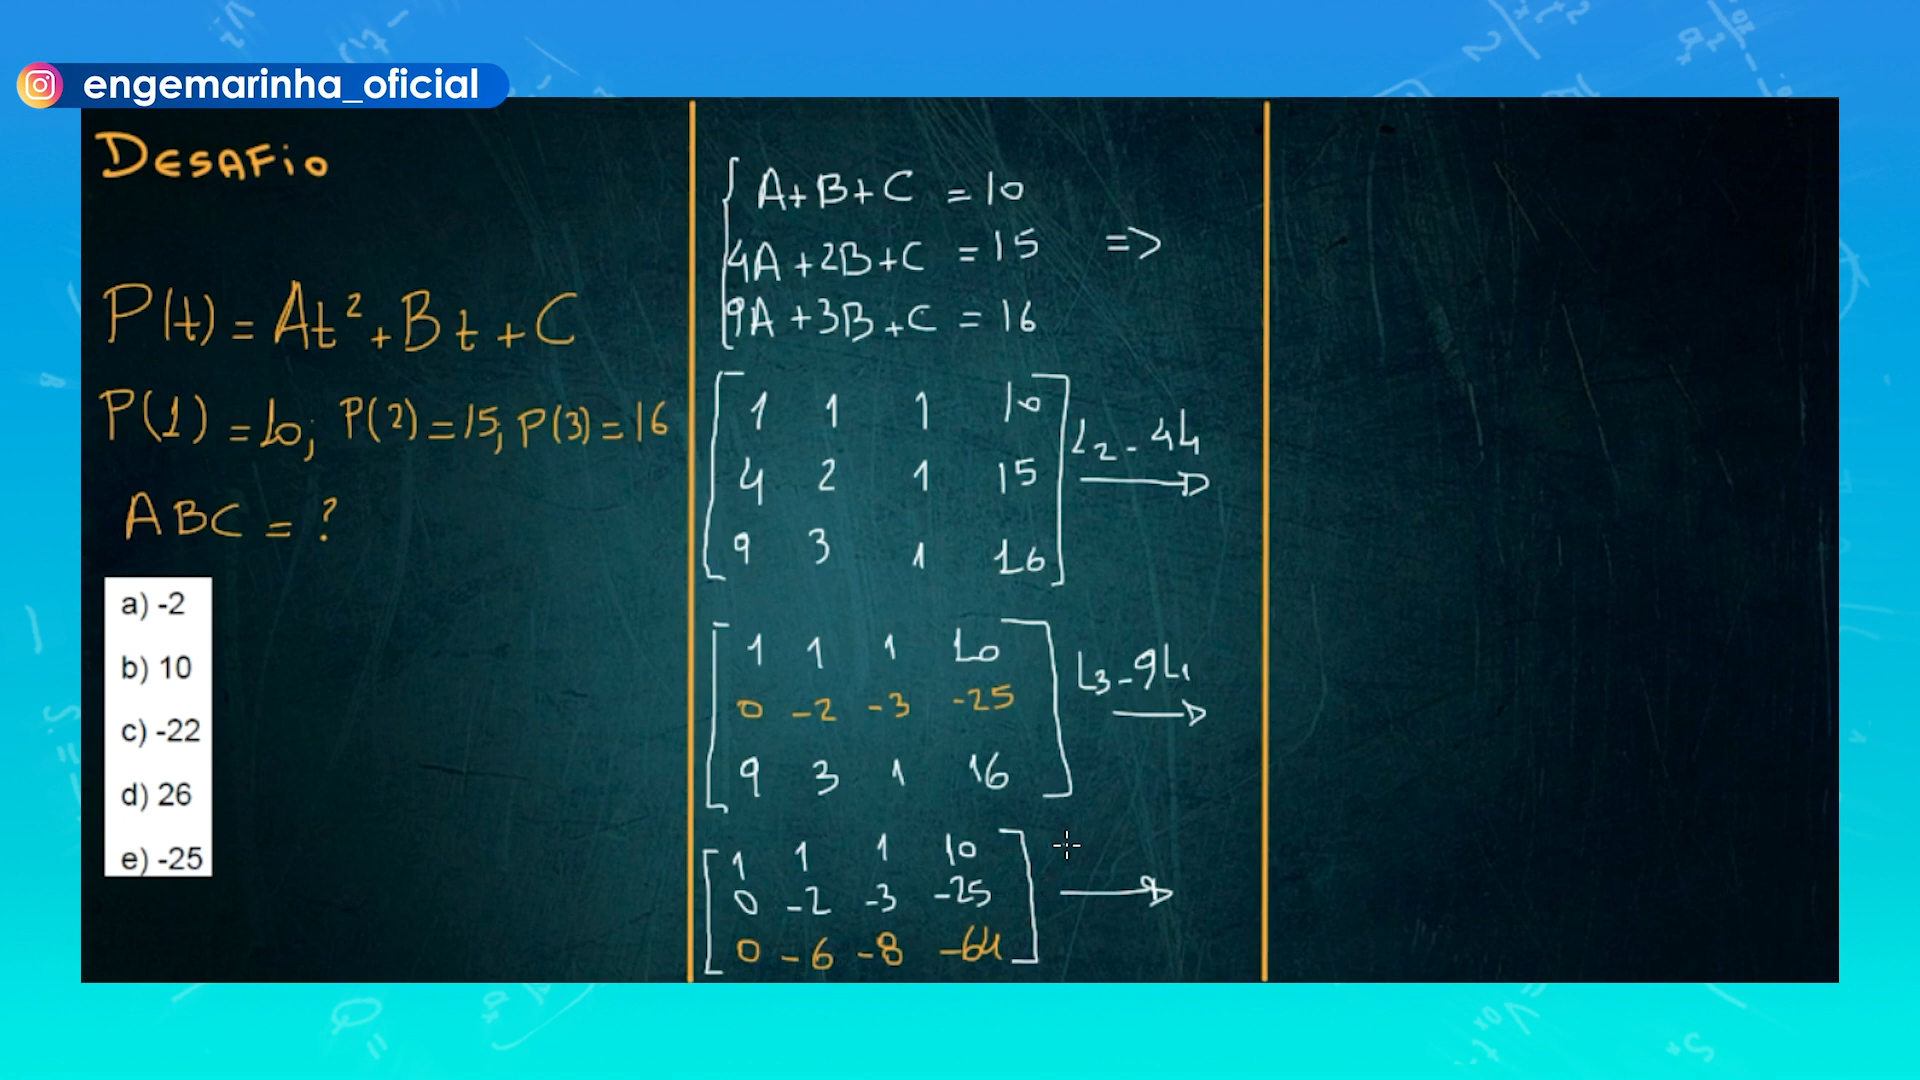 engemarinha_oficial
DESAFIO
P(t) = At² + Bt + C
P(1) = 10; P(2) = 15; P(3) = 16
ABC = ?
a) -2
b) 10
c) -22
d) 26
e) -25
A + B + C = 10
4A + 2B + C = 15 =>
9A + 3B + C = 16
1 1 1 10
4 2 1 15
9 3 1 16
L2 - 4L1
1 1 1 10
0 -2 -3 -25
9 3 1 16
L3 - 9L1
1 1 1 10
0 -2 -3 -25
0 -6 -8 -64